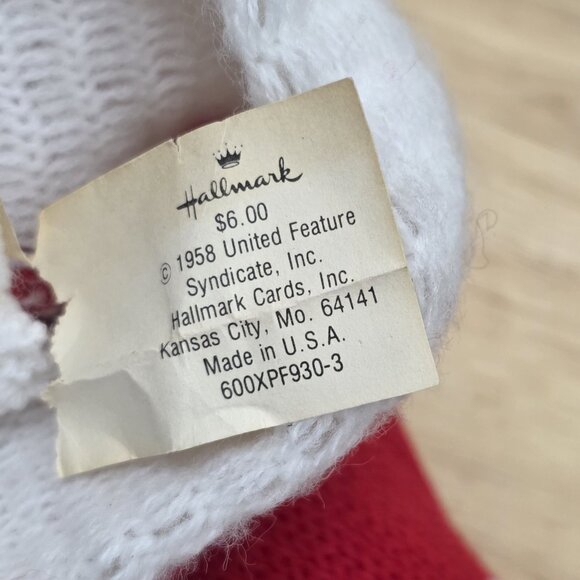 Hallmark
$6.00
© 1958 United Feature
Syndicate, Inc.
Hallmark Cards, Inc.
Kansas City, Mo. 64141
Made in U.S.A.
600XPF930-3